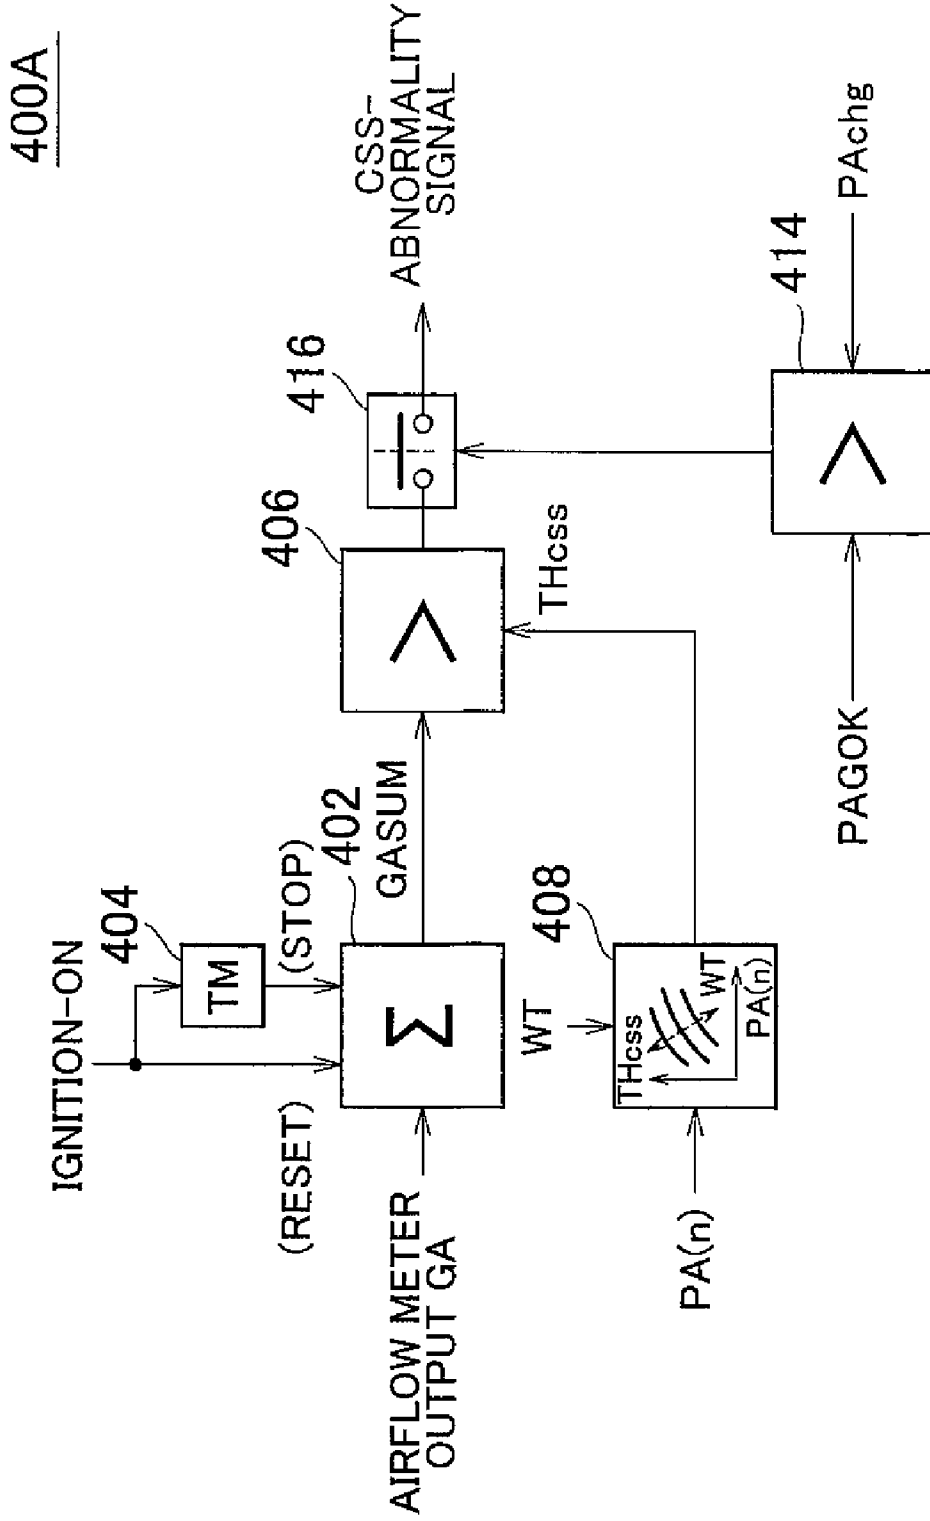 400A
IGNITION-ON
404
TM
(RESET)
(STOP)
402
Σ
AIRFLOW METER
OUTPUT GA
GASUM
406
<
416
CSS-
ABNORMALITY
SIGNAL
THcss
WT
408
THcss
WT
PA(n)
PA(n)
414
<
PAGOK
PAchg